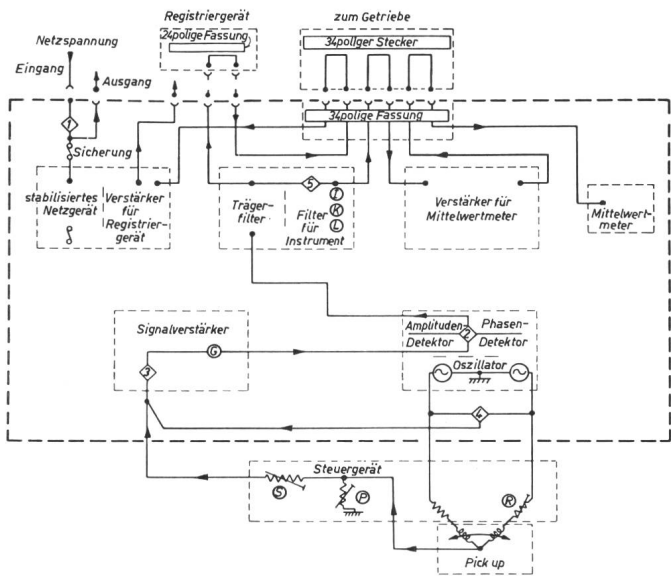 Registriergerät
zum Getriebe
24polige Fassung
34poliger Stecker
Netzspannung
Eingang
Ausgang
34polige Fassung
1
Sicherung
stabilisiertes
Netzgerät
Verstärker
für
Registrier-
gerät
Träger-
filter
5
I
K
L
Filter
für
Instrument
Verstärker für
Mittelwertmeter
Mittelwert-
meter
Signalverstärker
G
3
Amplituden-
Detektor
2
Phasen-
Detektor
Oszillator
4
Steuergerät
S
P
R
Pick up